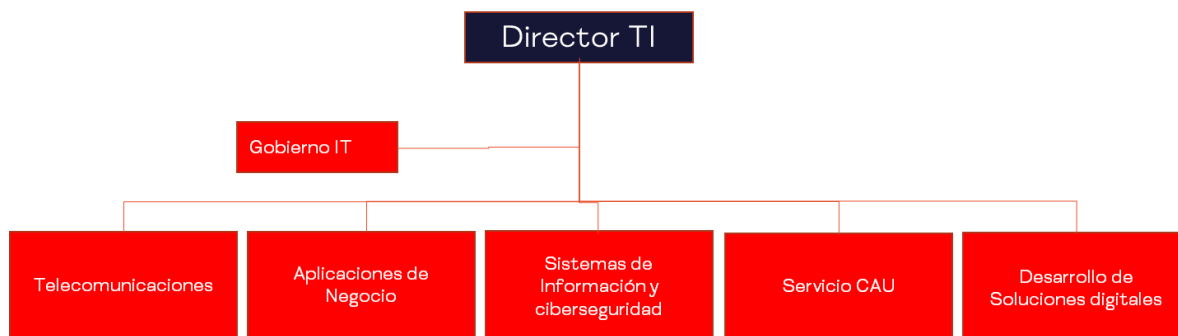 Director TI
Gobierno IT
Telecomunicaciones
Aplicaciones de
Negocio
Sistemas de
Información y
ciberseguridad
Servicio CAU
Desarrollo de
Soluciones digitales